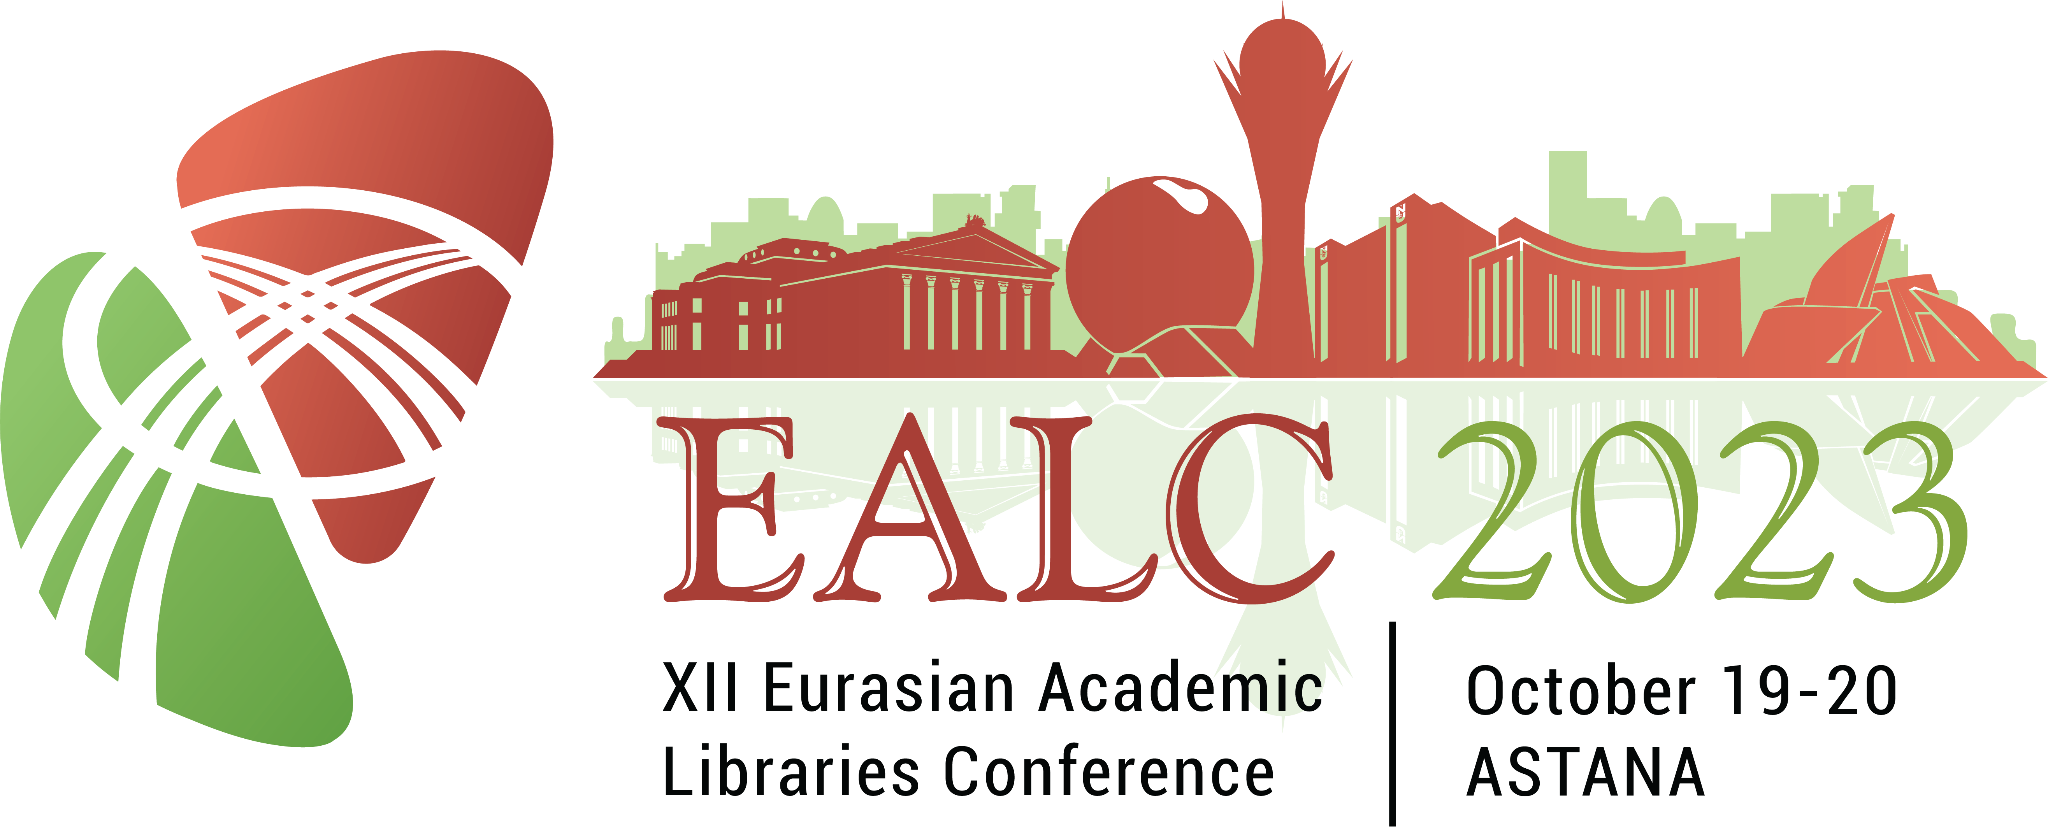 EALC 2023
XII Eurasian Academic
Libraries Conference
October 19-20
ASTANA